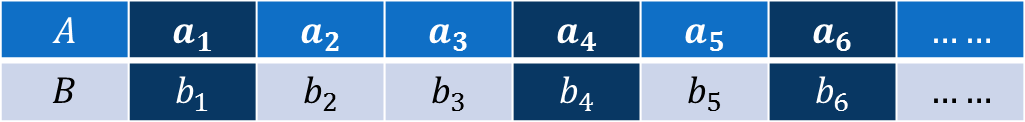 A a₁ a₂ a₃ a₄ a₅ a₆ ... ...
B b₁ b₂ b₃ b₄ b₅ b₆ ... ...